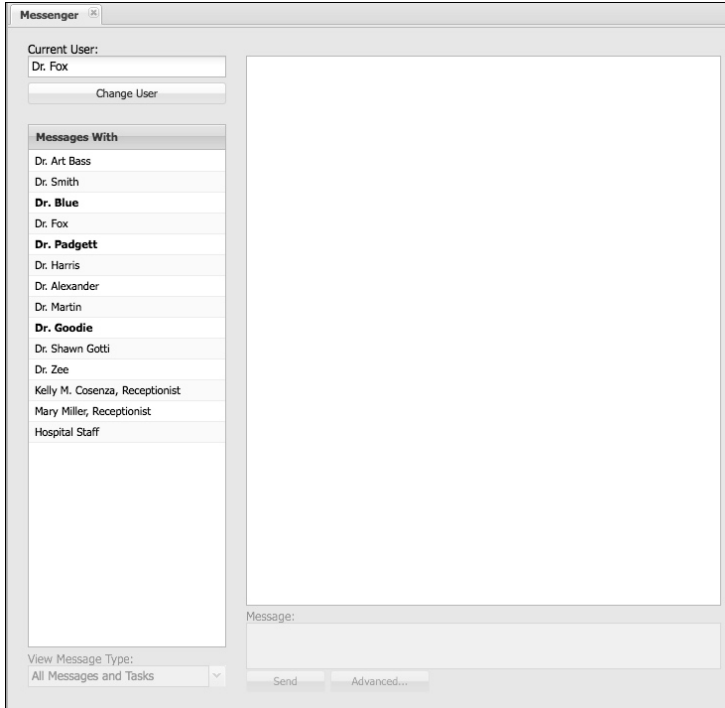 Messenger
Current User:
Dr. Fox
Change User
Messages With
Dr. Art Bass
Dr. Smith
Dr. Blue
Dr. Fox
Dr. Padgett
Dr. Harris
Dr. Alexander
Dr. Martin
Dr. Goodie
Dr. Shawn Gotti
Dr. Zee
Kelly M. Cosenza, Receptionist
Mary Miller, Receptionist
Hospital Staff
View Message Type:
All Messages and Tasks
Message:
Send Advanced...